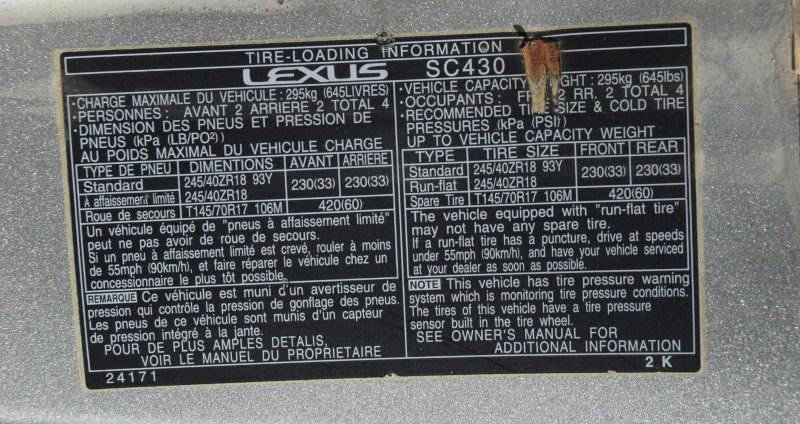 TIRE-LOADING INFORMATION
LEXUS SC430
·CHARGE MAXIMALE DU VEHICULE : 295kg (645LIVRES)
·PERSONNES : AVANT 2 ARRIERE 2 TOTAL 4
·DIMENSION DES PNEUS ET PRESSION DE
PNEUS (kPa (LB/PO²))
AU POIDS MAXIMAL DU VEHICULE CHARGE
TYPE DE PNEU DIMENTIONS AVANT ARRIERE
Standard 245/40ZR18 93Y 230(33) 230(33)
À affaissement limité 245/40ZR18
Roue de secours T145/70R17 106M 420(60)
Un véhicule équipé de "pneus à affaissement limité"
peut ne pas avoir de roue de secours.
Si un pneu à affaissement limité est crevé, rouler à moins
de 55mph (90km/h), et faire réparer le véhicule chez un
concessionnaire le plus tôt possible.
REMARQUE Ce véhicule est muni d'un avertisseur de
pression qui contrôle la pression de gonflage des pneus.
Les pneus de ce véhicule sont munis d'un capteur
de pression intégré à la jante.
POUR DE PLUS AMPLES DETALIS,
VOIR LE MANUEL DU PROPRIETAIRE
24171
·VEHICLE CAPACITY : 295kg (645lbs)
·OCCUPANTS : 2 RR. 2 TOTAL 4
·RECOMMENDED SIZE & COLD TIRE
PRESSURES (kPa (PSI))
UP TO VEHICLE CAPACITY WEIGHT
TYPE TIRE SIZE FRONT REAR
Standard 245/40ZR18 93Y 230(33) 230(33)
Run-flat 245/40ZR18
Spare Tire T145/70R17 106M 420(60)
The vehicle equipped with "run-flat tire"
may not have any spare tire.
If a run-flat tire has a puncture, drive at speeds
under 55mph (90km/h), and have your vehicle serviced
at your dealer as soon as possible.
NOTE This vehicle has tire pressure warning
system which is monitoring tire pressure conditions.
The tires of this vehicle have a tire pressure
sensor built in the tire wheel.
SEE OWNER'S MANUAL FOR
ADDITIONAL INFORMATION
2 K